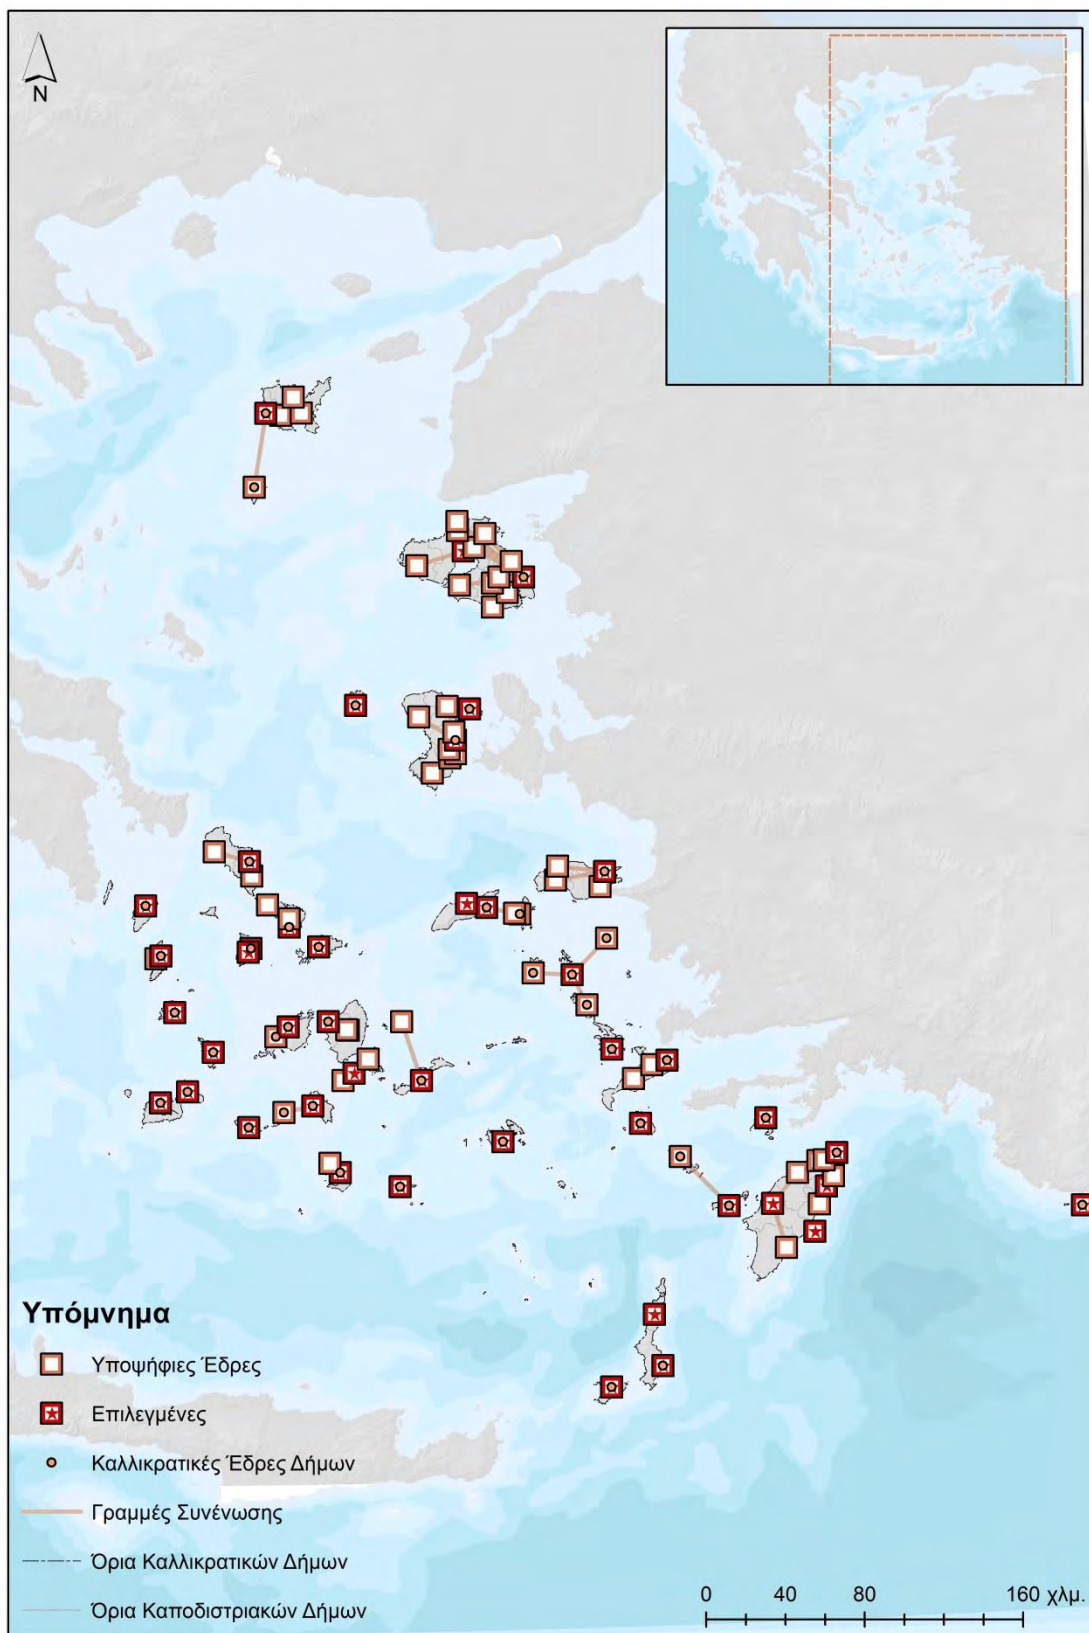 N
Υπόμνημα
Υποψήφιες Έδρες
Επιλεγμένες
Καλλικρατικές Έδρες Δήμων
Γραμμές Συνένωσης
Όρια Καλλικρατικών Δήμων
Όρια Καποδιστριακών Δήμων
0 40 80 160 χλμ.